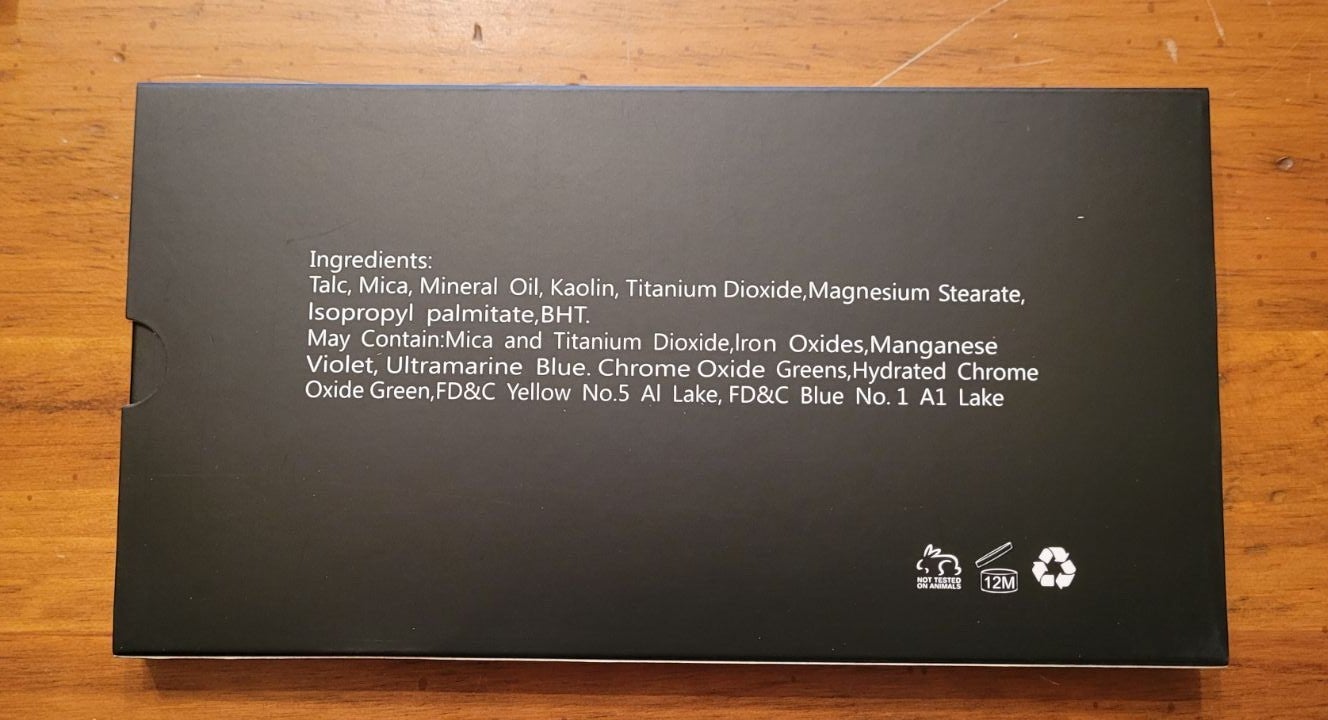 Ingredients:
Talc, Mica, Mineral Oil, Kaolin, Titanium Dioxide,Magnesium Stearate,
Isopropyl palmitate,BHT.
May Contain:Mica and Titanium Dioxide,Iron Oxides,Manganese
Violet, Ultramarine Blue. Chrome Oxide Greens,Hydrated Chrome
Oxide Green,FD&C Yellow No.5 Al Lake, FD&C Blue No. 1 A1 Lake
NOT TESTED
ON ANIMALS
12M